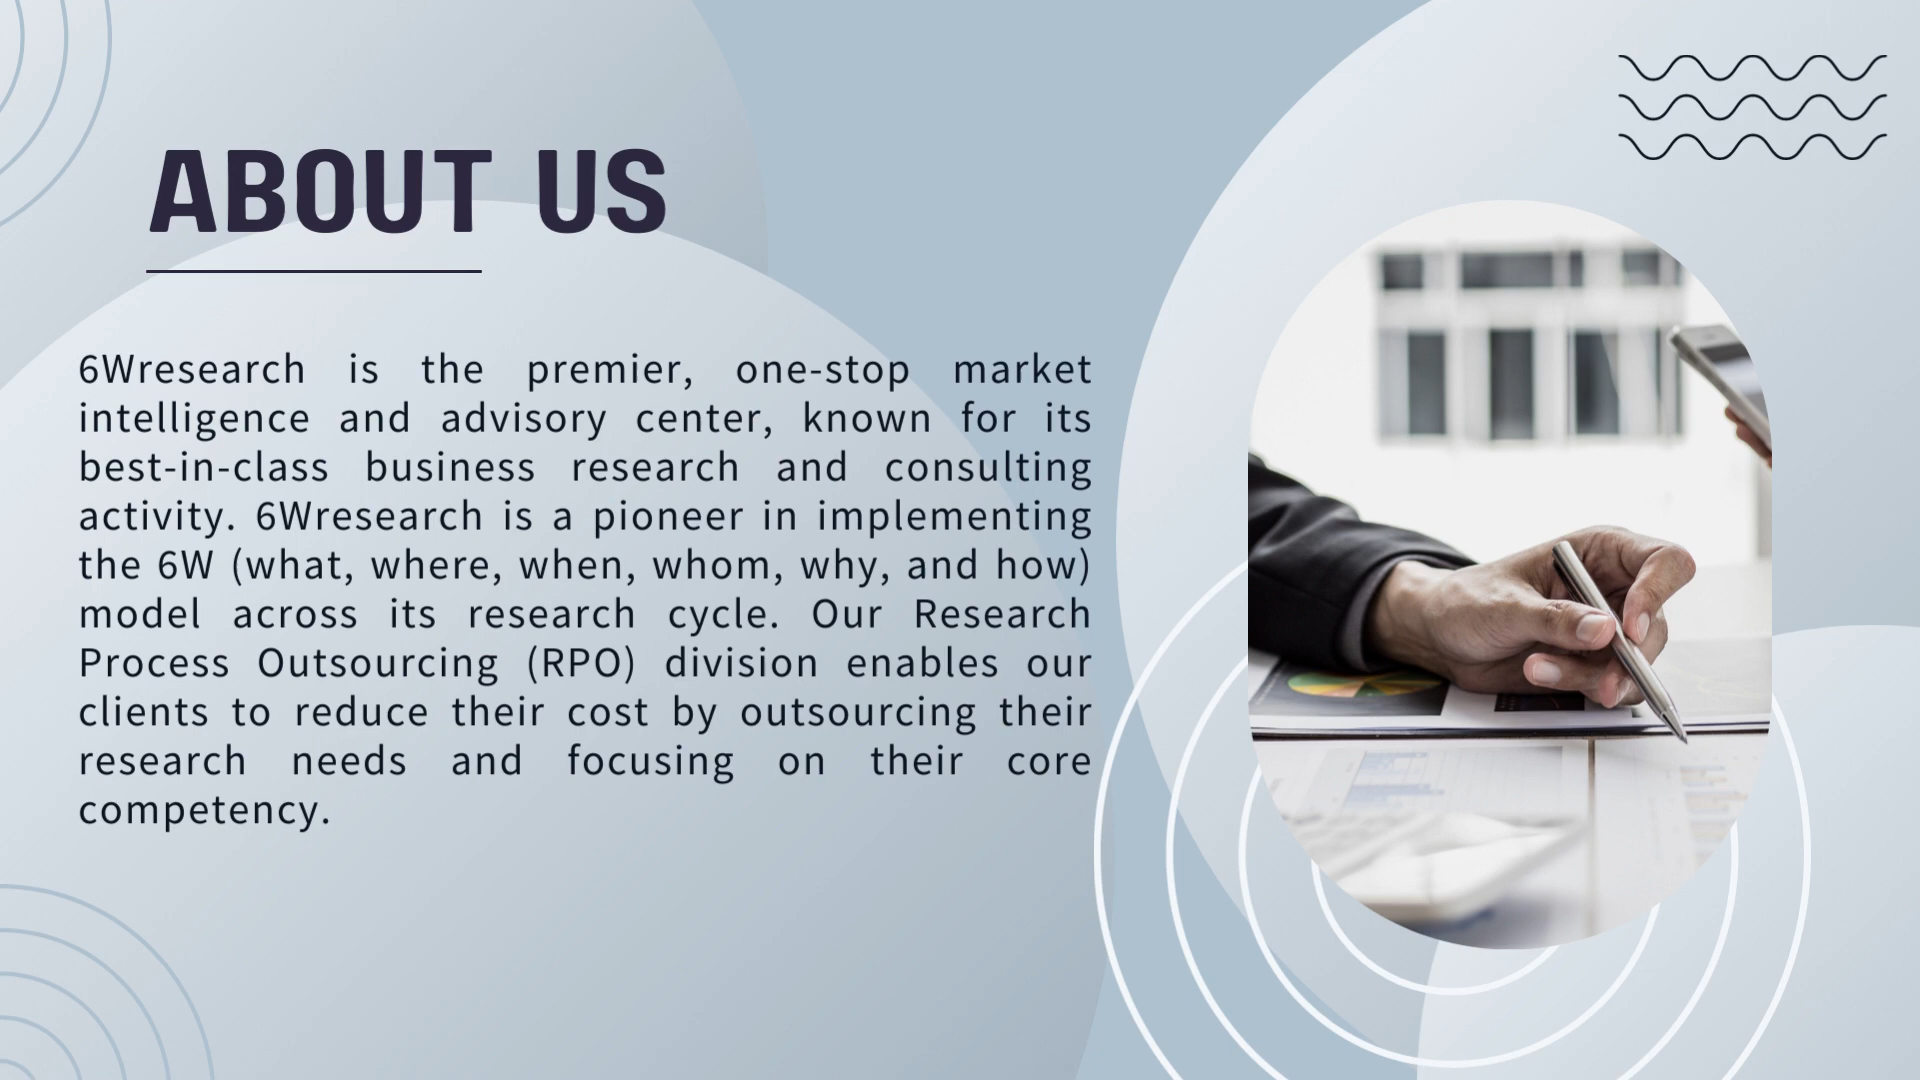 ABOUT US
6Wresearch is the premier, one-stop market
intelligence and advisory center, known for its
best-in-class business research and consulting
activity. 6Wresearch is a pioneer in implementing
the 6W (what, where, when, whom, why, and how)
model across its research cycle. Our Research
Process Outsourcing (RPO) division enables our
clients to reduce their cost by outsourcing their
research needs and focusing on their core
competency.